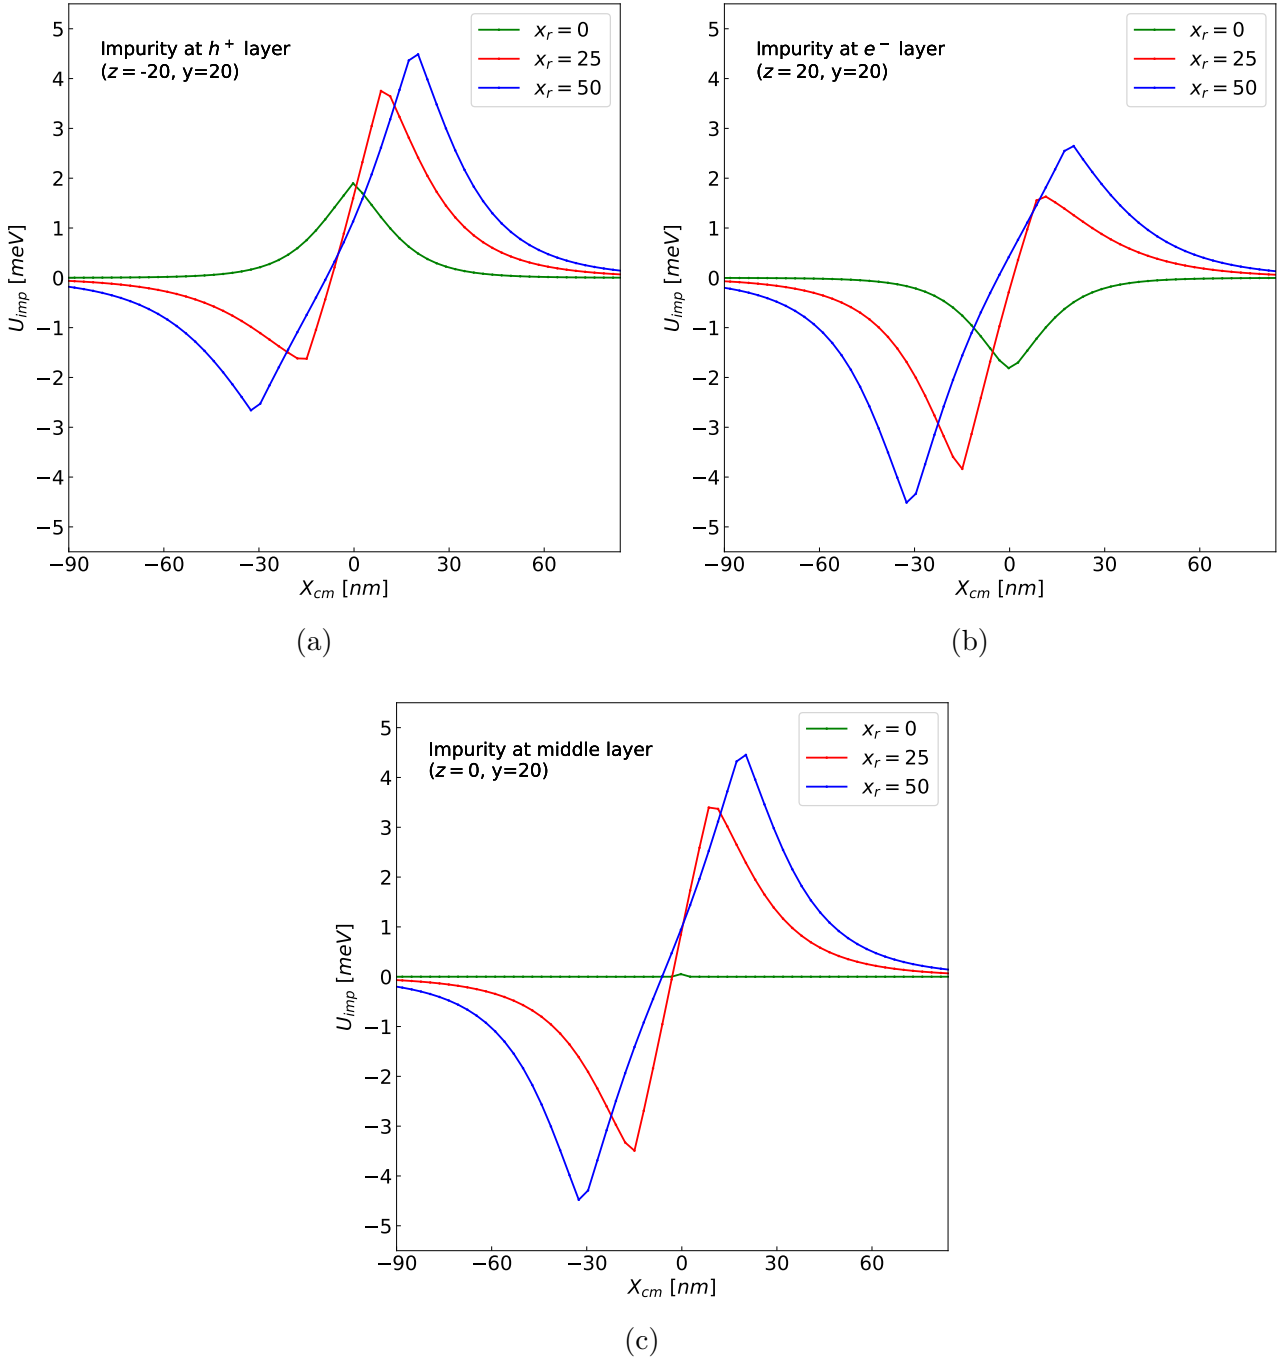 Impurity at h⁺ layer
(z = -20, y=20)
x_r = 0
x_r = 25
x_r = 50
5
4
3
2
1
0
−1
−2
−3
−4
−5
U_imp [meV]
−90 −60 −30 0 30 60
X_cm [nm]
(a)
Impurity at e⁻ layer
(z = 20, y=20)
x_r = 0
x_r = 25
x_r = 50
5
4
3
2
1
0
−1
−2
−3
−4
−5
U_imp [meV]
−90 −60 −30 0 30 60
X_cm [nm]
(b)
Impurity at middle layer
(z = 0, y=20)
x_r = 0
x_r = 25
x_r = 50
5
4
3
2
1
0
−1
−2
−3
−4
−5
U_imp [meV]
−90 −60 −30 0 30 60
X_cm [nm]
(c)